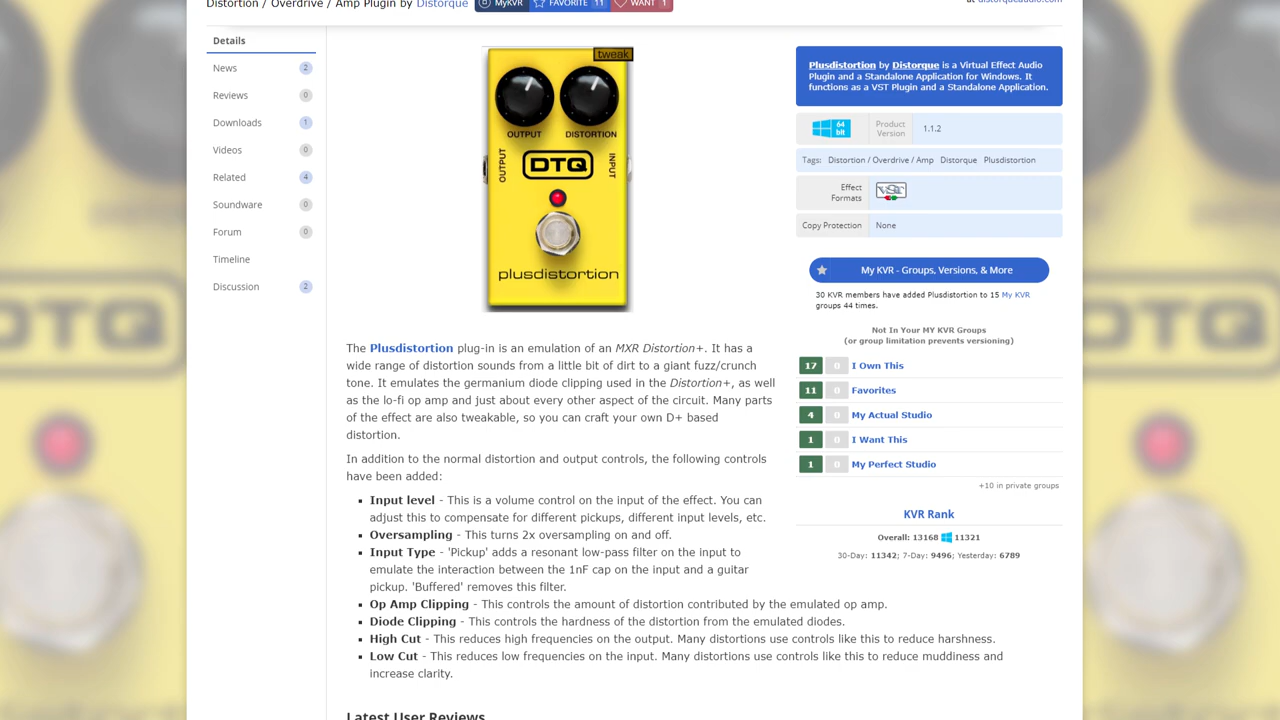 Distortion / Overdrive / Amp Plugin by Distorque
MyKVR
FAVORITE 11
WANT 1
at distorqueaudio.com
Details
News 2
Reviews 0
Downloads 1
Videos 0
Related 4
Soundware 0
Forum 0
Timeline
Discussion 2
tweak
OUTPUT DISTORTION
OUTPUT
DTQ
INPUT
plusdistortion
The Plusdistortion plug-in is an emulation of an MXR Distortion+. It has a
wide range of distortion sounds from a little bit of dirt to a giant fuzz/crunch
tone. It emulates the germanium diode clipping used in the Distortion+, as well
as the lo-fi op amp and just about every other aspect of the circuit. Many parts
of the effect are also tweakable, so you can craft your own D+ based
distortion.
In addition to the normal distortion and output controls, the following controls
have been added:
▪ Input level - This is a volume control on the input of the effect. You can
adjust this to compensate for different pickups, different input levels, etc.
▪ Oversampling - This turns 2x oversampling on and off.
▪ Input Type - 'Pickup' adds a resonant low-pass filter on the input to
emulate the interaction between the 1nF cap on the input and a guitar
pickup. 'Buffered' removes this filter.
▪ Op Amp Clipping - This controls the amount of distortion contributed by the emulated op amp.
▪ Diode Clipping - This controls the hardness of the distortion from the emulated diodes.
▪ High Cut - This reduces high frequencies on the output. Many distortions use controls like this to reduce harshness.
▪ Low Cut - This reduces low frequencies on the input. Many distortions use controls like this to reduce muddiness and
increase clarity.
Latest User Reviews
Plusdistortion by Distorque is a Virtual Effect Audio
Plugin and a Standalone Application for Windows. It
functions as a VST Plugin and a Standalone Application.
64 bit
Product Version 1.1.2
Tags: Distortion / Overdrive / Amp Distorque Plusdistortion
Effect Formats VST
Copy Protection None
My KVR - Groups, Versions, & More
30 KVR members have added Plusdistortion to 15 My KVR
groups 44 times.
Not In Your MY KVR Groups
(or group limitation prevents versioning)
17 0 I Own This
11 0 Favorites
4 0 My Actual Studio
1 0 I Want This
1 0 My Perfect Studio
+10 in private groups
KVR Rank
Overall: 13168 11321
30-Day: 11342; 7-Day: 9496; Yesterday: 6789
DTQ
DTQ